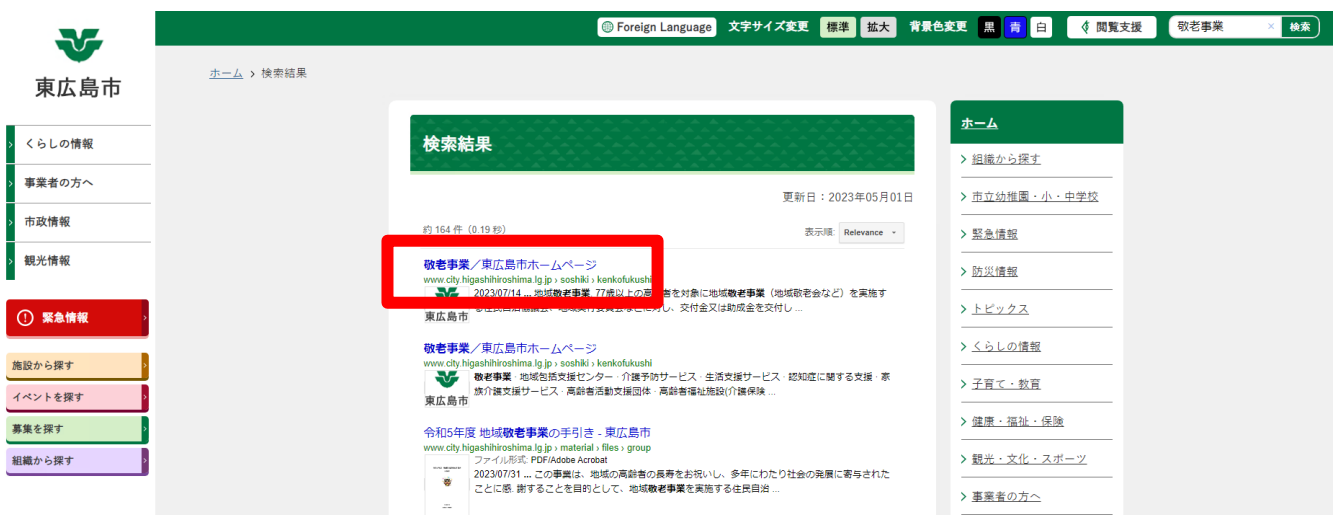 東広島市
Foreign Language 文字サイズ変更 標準 拡大 背景色変更 黒 青 白 閲覧支援 敬老事業 × 検索
ホーム > 検索結果
くらしの情報
事業者の方へ
市政情報
観光情報
緊急情報
施設から探す
イベントを探す
募集を探す
組織から探す
検索結果
更新日：2023年05月01日
約 164 件（0.19 秒）
表示順: Relevance
敬老事業／東広島市ホームページ
www.city.higashihiroshima.lg.jp › soshiki › kenkofukushi
東広島市
2023/07/14 ... 地域敬老事業. 77歳以上の高 者を対象に地域敬老事業（地域敬老会など）を実施す
し、交付金又は助成金を交付し ...
敬老事業／東広島市ホームページ
www.city.higashihiroshima.lg.jp › soshiki › kenkofukushi
東広島市
敬老事業 · 地域包括支援センター · 介護予防サービス · 生活支援サービス · 認知症に関する支援 · 家
族介護支援サービス · 高齢者活動支援団体 · 高齢者福祉施設(介護保険 ...
令和5年度 地域敬老事業の手引き - 東広島市
www.city.higashihiroshima.lg.jp › material › files › group
ファイル形式: PDF/Adobe Acrobat
2023/07/31 ... この事業は、地域の高齢者の長寿をお祝いし、多年にわたり社会の発展に寄与された
ことに感. 謝することを目的として、地域敬老事業を実施する住民自治 ...
ホーム
組織から探す
市立幼稚園・小・中学校
緊急情報
防災情報
トピックス
くらしの情報
子育て・教育
健康・福祉・保険
観光・文化・スポーツ
事業者の方へ